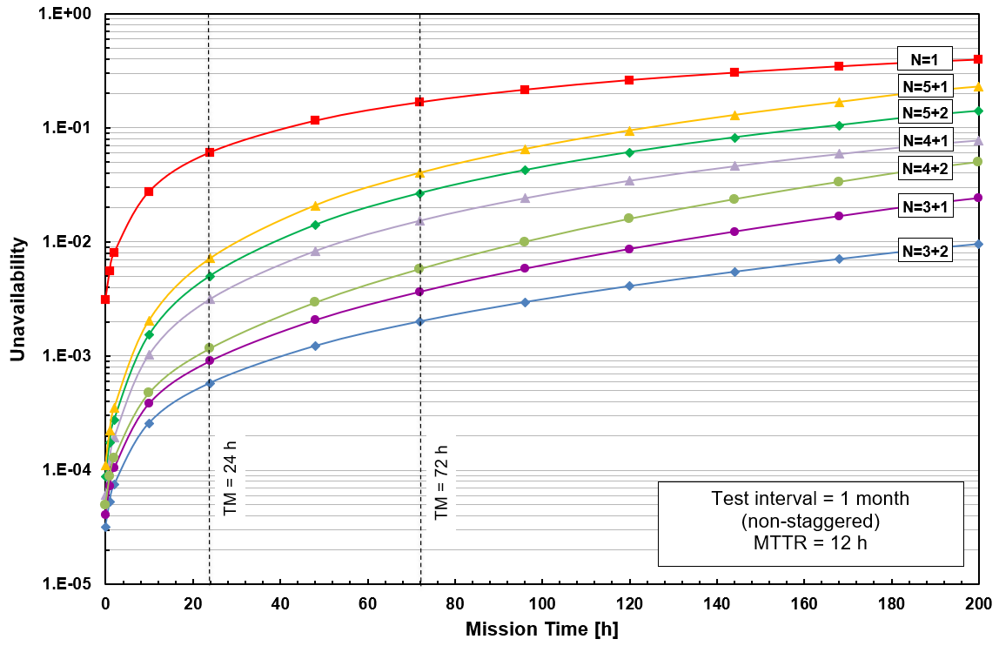 1.E+00
1.E-01
1.E-02
1.E-03
1.E-04
1.E-05
Unavailability
N=1
N=5+1
N=5+2
N=4+1
N=4+2
N=3+1
N=3+2
TM = 24 h
TM = 72 h
Test interval = 1 month
(non-staggered)
MTTR = 12 h
0 20 40 60 80 100 120 140 160 180 200
Mission Time [h]